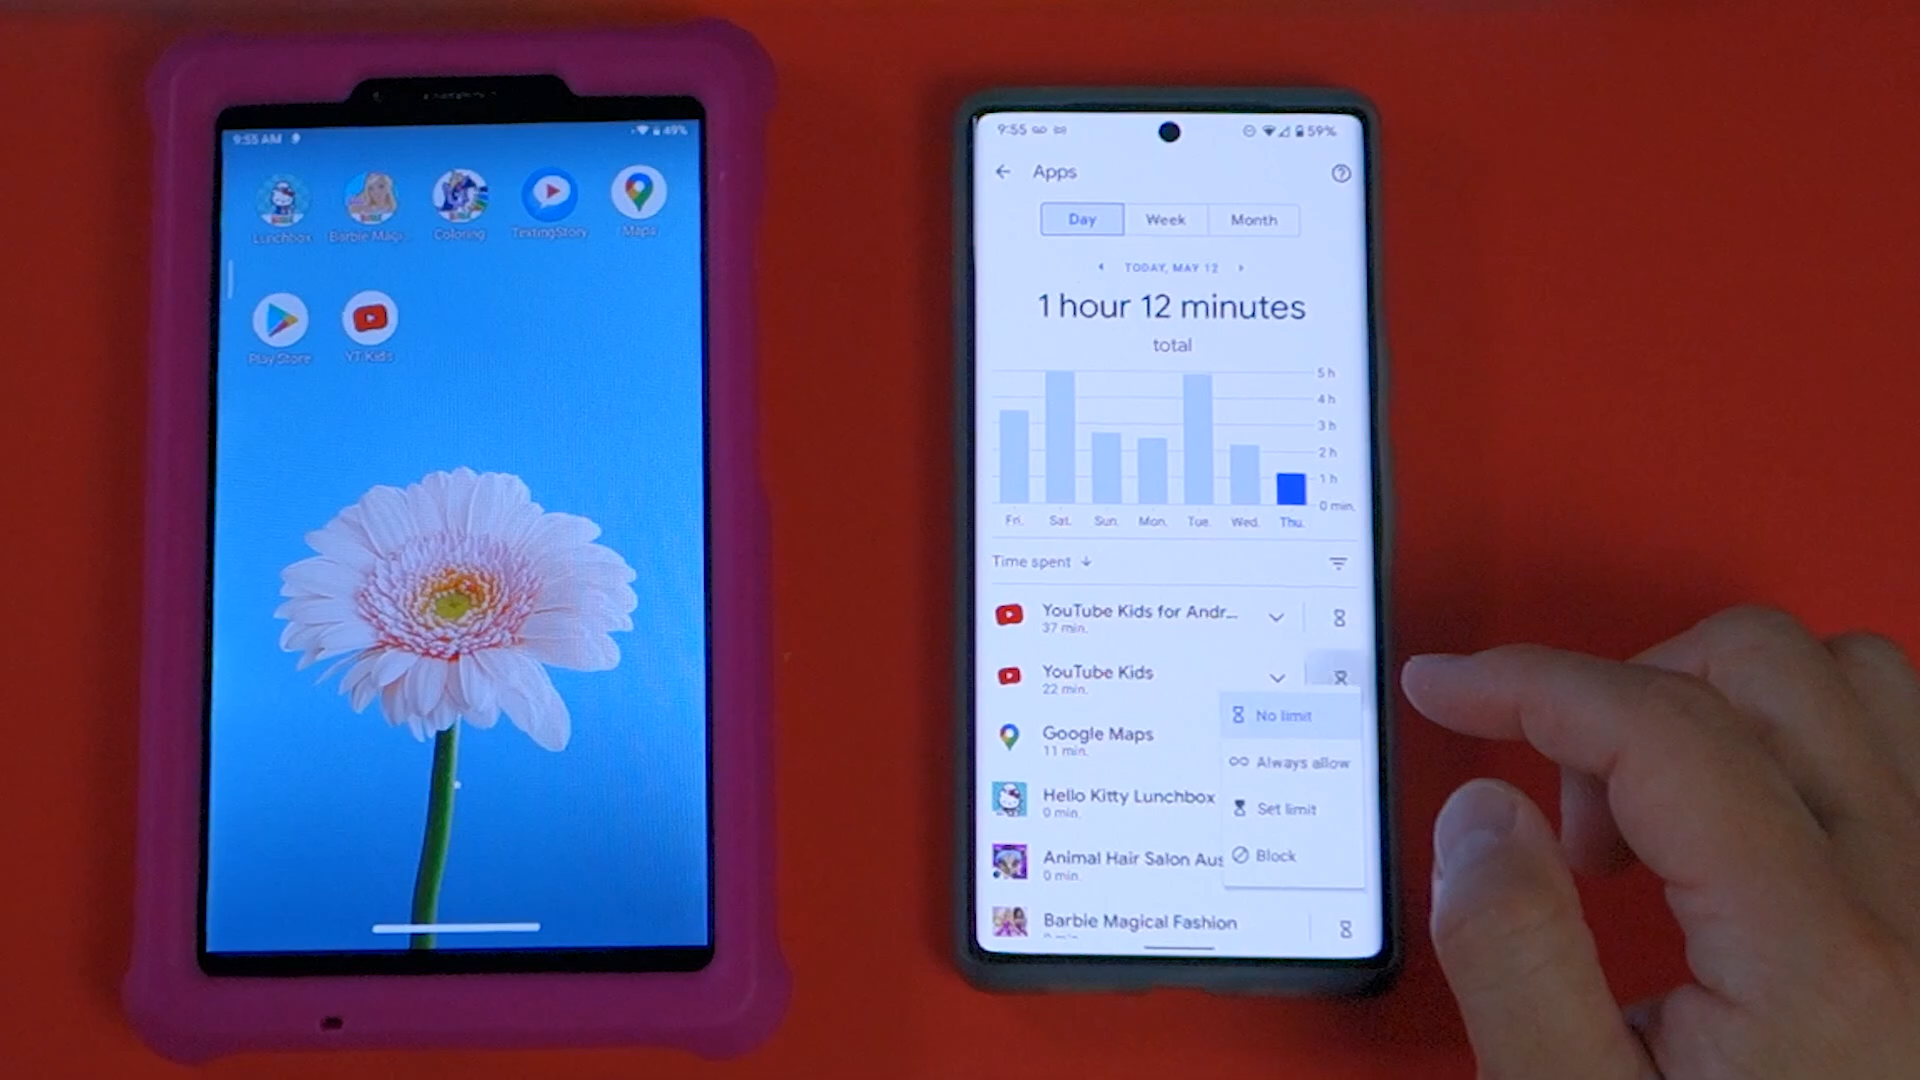 9:55 AM
49%
Lunchbox
Barbie Magi...
Coloring
TextingStory
Maps
Play Store
YT Kids
9:55
59%
Apps
Day
Week
Month
TODAY, MAY 12
1 hour 12 minutes
total
5 h
4 h
3 h
2 h
1 h
0 min.
Fri.
Sat.
Sun.
Mon.
Tue.
Wed.
Thu.
Time spent
YouTube Kids for Andr...
37 min.
YouTube Kids
22 min.
No limit
Google Maps
11 min.
Always allow
Hello Kitty Lunchbox
0 min.
Set limit
Animal Hair Salon Aus
0 min.
Block
Barbie Magical Fashion